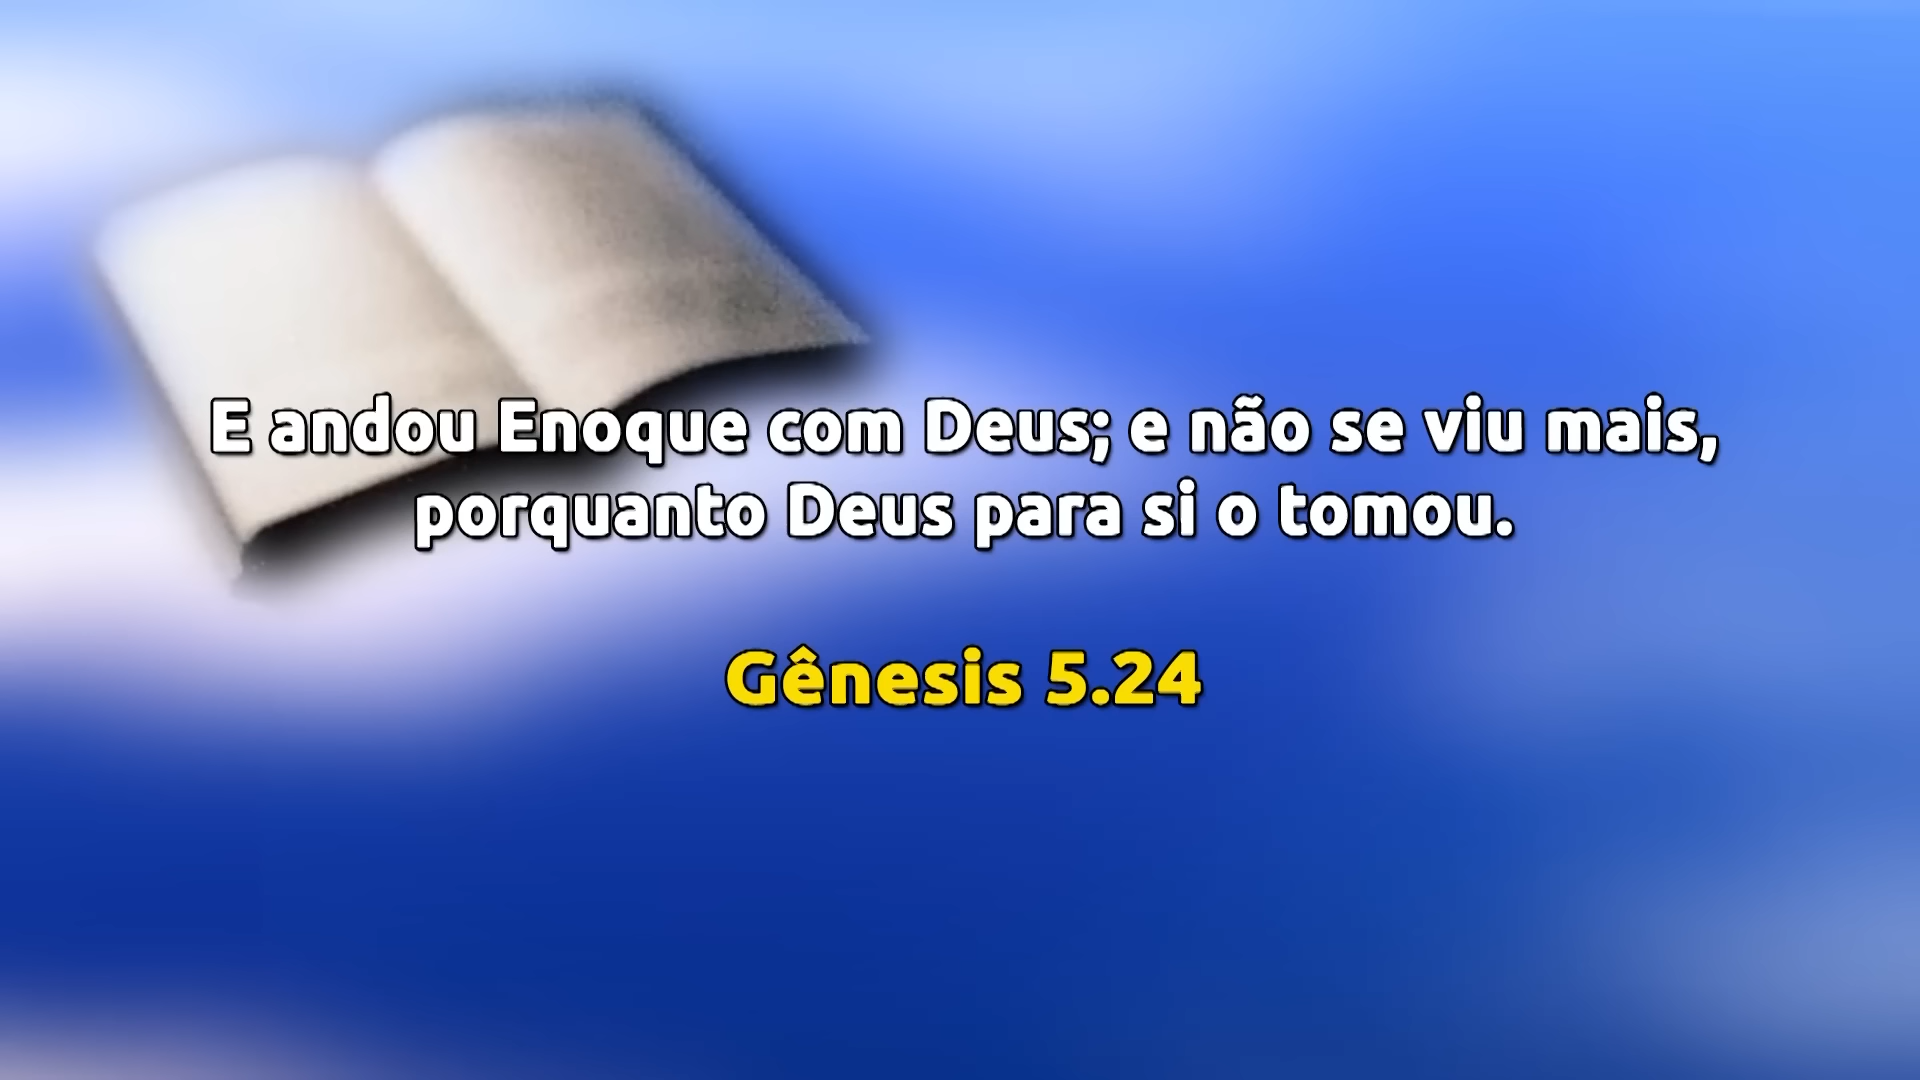 E andou Enoque com Deus; e não se viu mais,
porquanto Deus para si o tomou.
Gênesis 5.24